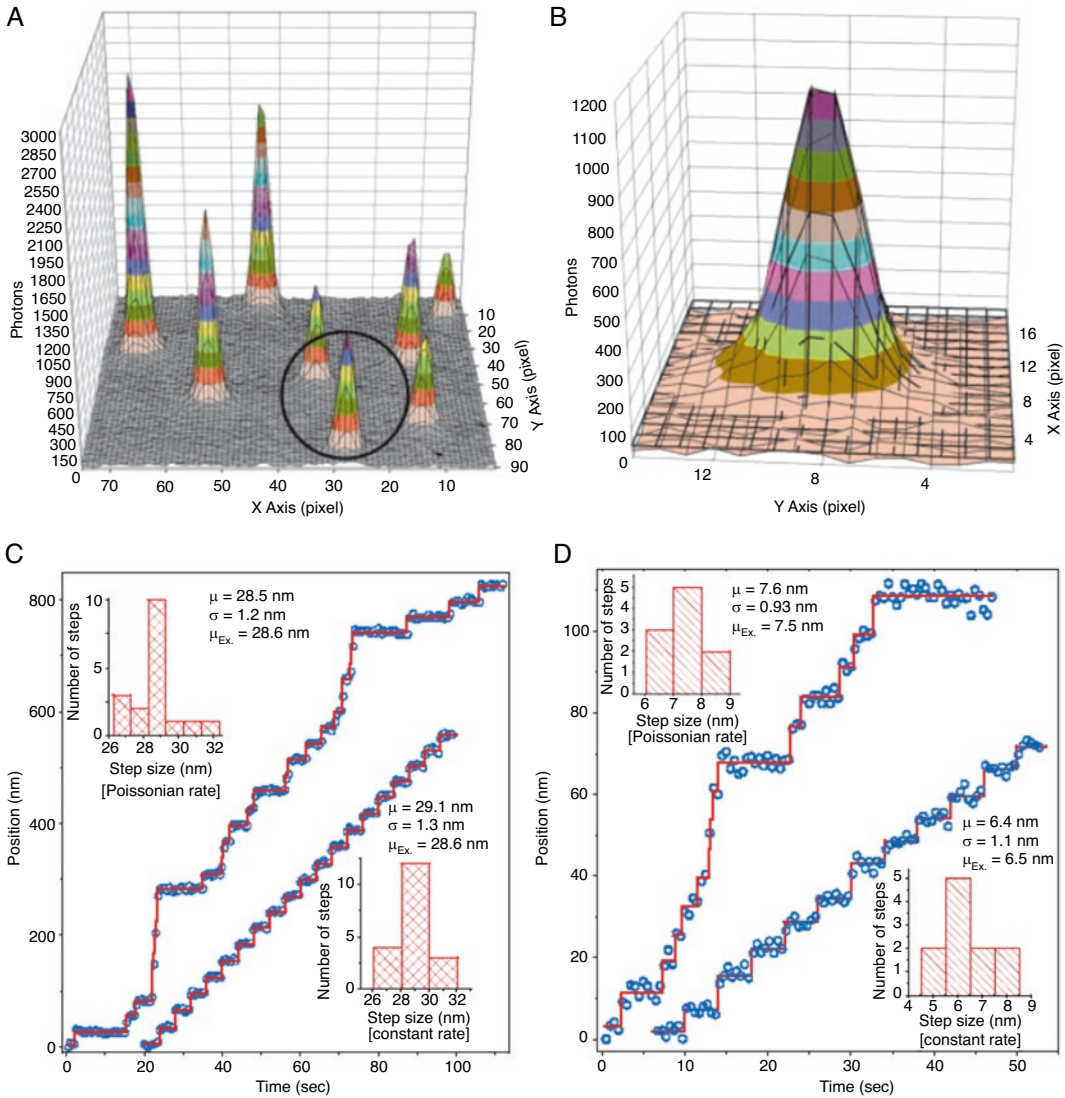 A
3000
2850
2700
2550
2400
2250
2100
1950
1800
1650
1500
1350
1200
1050
900
750
600
450
300
150
0
Photons
70
60
50
40
30
20
10
X Axis (pixel)
10
20
30
40
50
60
70
80
90
Y Axis (pixel)
B
1200
1100
1000
900
800
700
600
500
400
300
200
100
0
Photons
12
8
4
Y Axis (pixel)
16
12
8
4
X Axis (pixel)
C
800
600
400
200
0
Position (nm)
0
20
40
60
80
100
Time (sec)
10
5
0
Number of steps
26 28 30 32
Step size (nm)
[Poissonian rate]
μ = 28.5 nm
σ = 1.2 nm
μEx. = 28.6 nm
μ = 29.1 nm
σ = 1.3 nm
μEx. = 28.6 nm
10
5
0
Number of steps
26 28 30 32
Step size (nm)
[constant rate]
D
100
80
60
40
20
0
Position (nm)
0
10
20
30
40
50
Time (sec)
5
4
3
2
1
0
Number of steps
6 7 8 9
Step size (nm)
[Poissonian rate]
μ = 7.6 nm
σ = 0.93 nm
μEx. = 7.5 nm
μ = 6.4 nm
σ = 1.1 nm
μEx. = 6.5 nm
5
4
3
2
1
0
Number of steps
4 5 6 7 8 9
Step size (nm)
[constant rate]